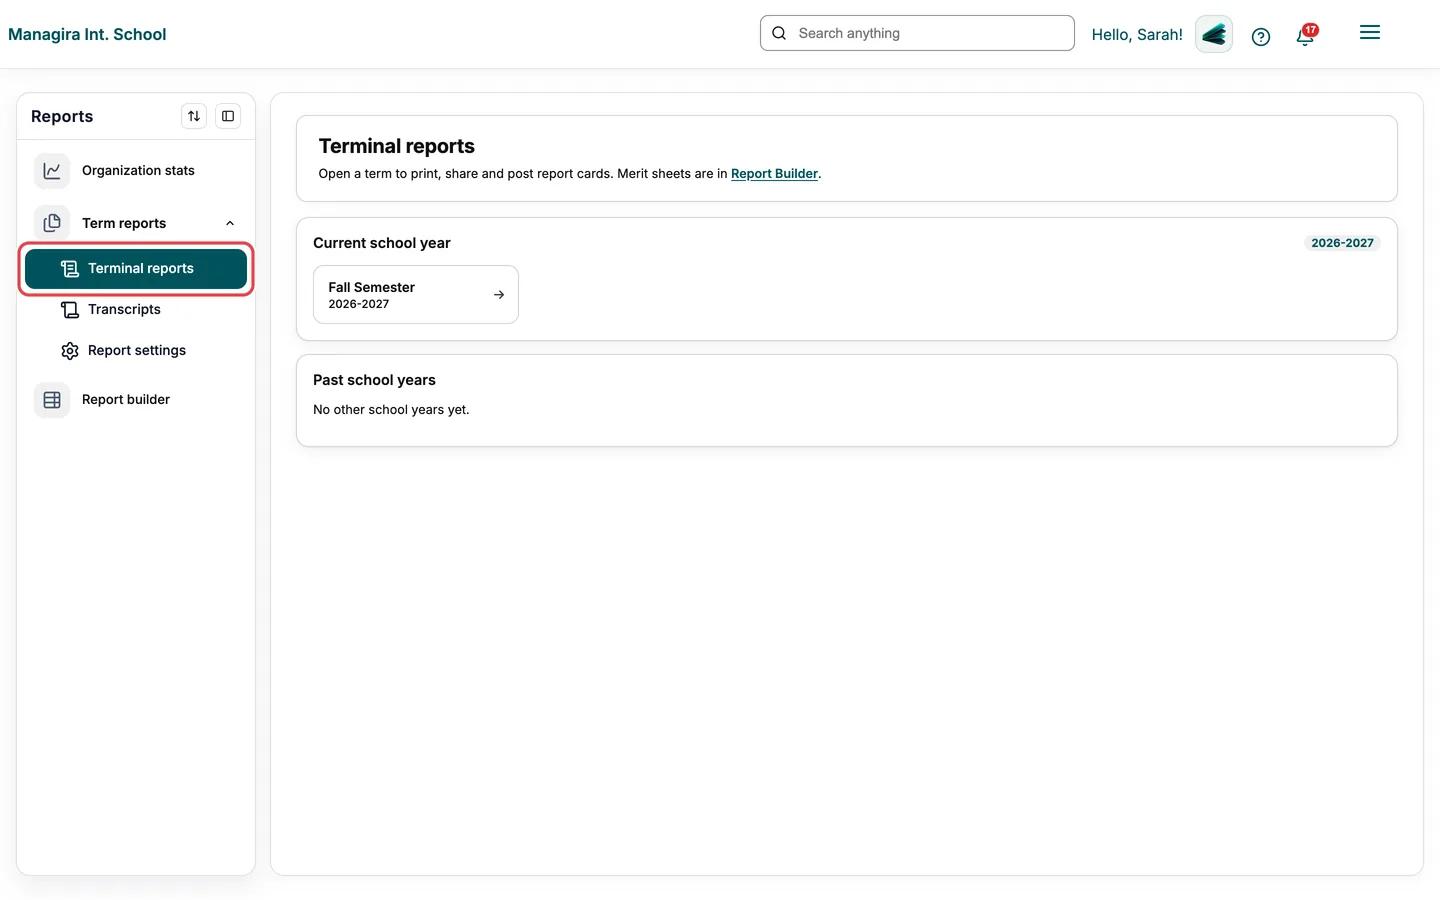 Managira Int. School
Search anything
Hello, Sarah!
17
Reports
Organization stats
Term reports
Terminal reports
Transcripts
Report settings
Report builder
Terminal reports
Open a term to print, share and post report cards. Merit sheets are in Report Builder.
Current school year
2026-2027
Fall Semester
2026-2027
Past school years
No other school years yet.